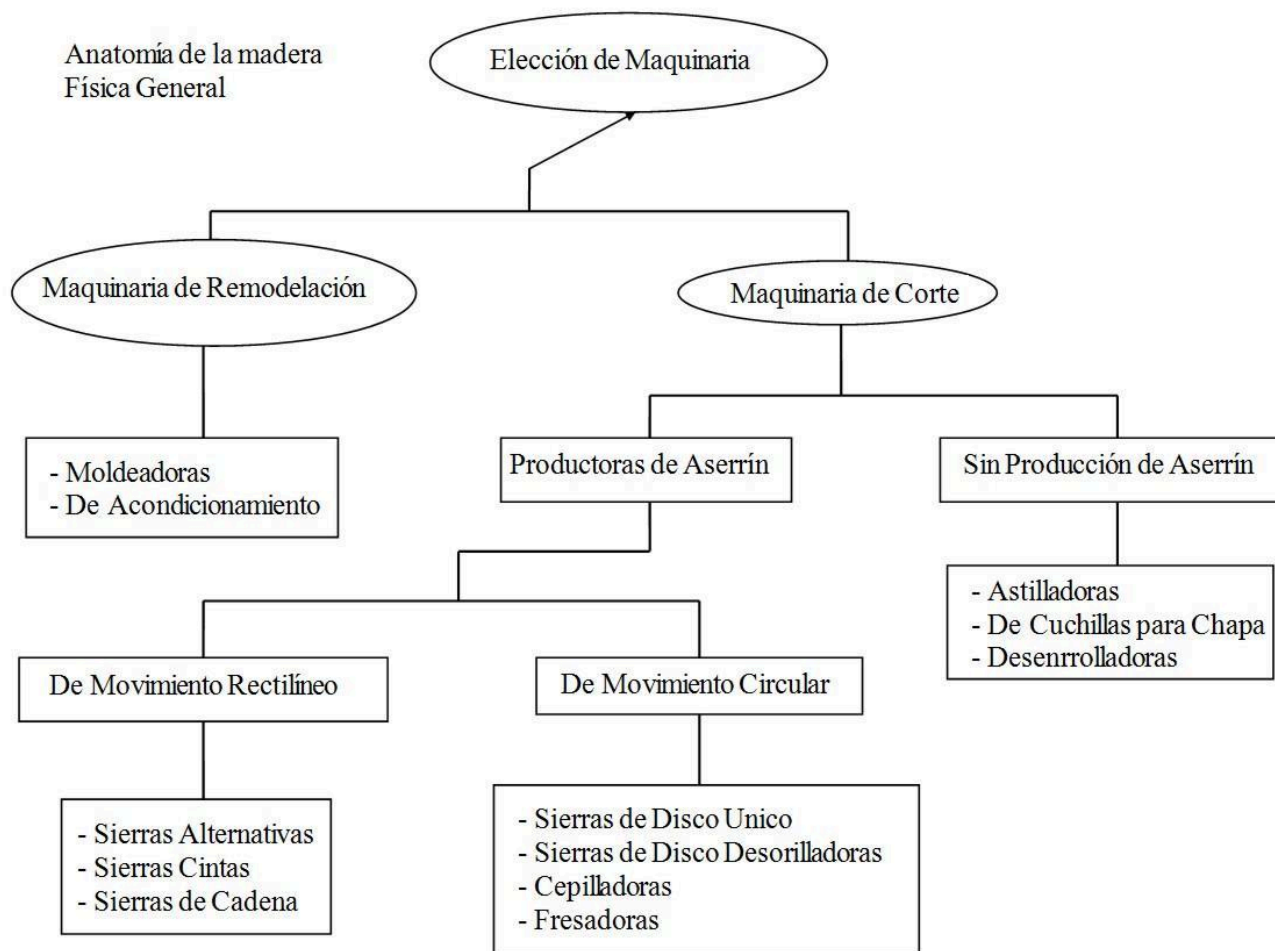 Anatomía de la madera
Física General
Elección de Maquinaria
Maquinaria de Remodelación
Maquinaria de Corte
- Moldeadoras
- De Acondicionamiento
Productoras de Aserrín
Sin Producción de Aserrín
- Astilladoras
- De Cuchillas para Chapa
- Desenrrolladoras
De Movimiento Rectilíneo
De Movimiento Circular
- Sierras Alternativas
- Sierras Cintas
- Sierras de Cadena
- Sierras de Disco Unico
- Sierras de Disco Desorilladoras
- Cepilladoras
- Fresadoras